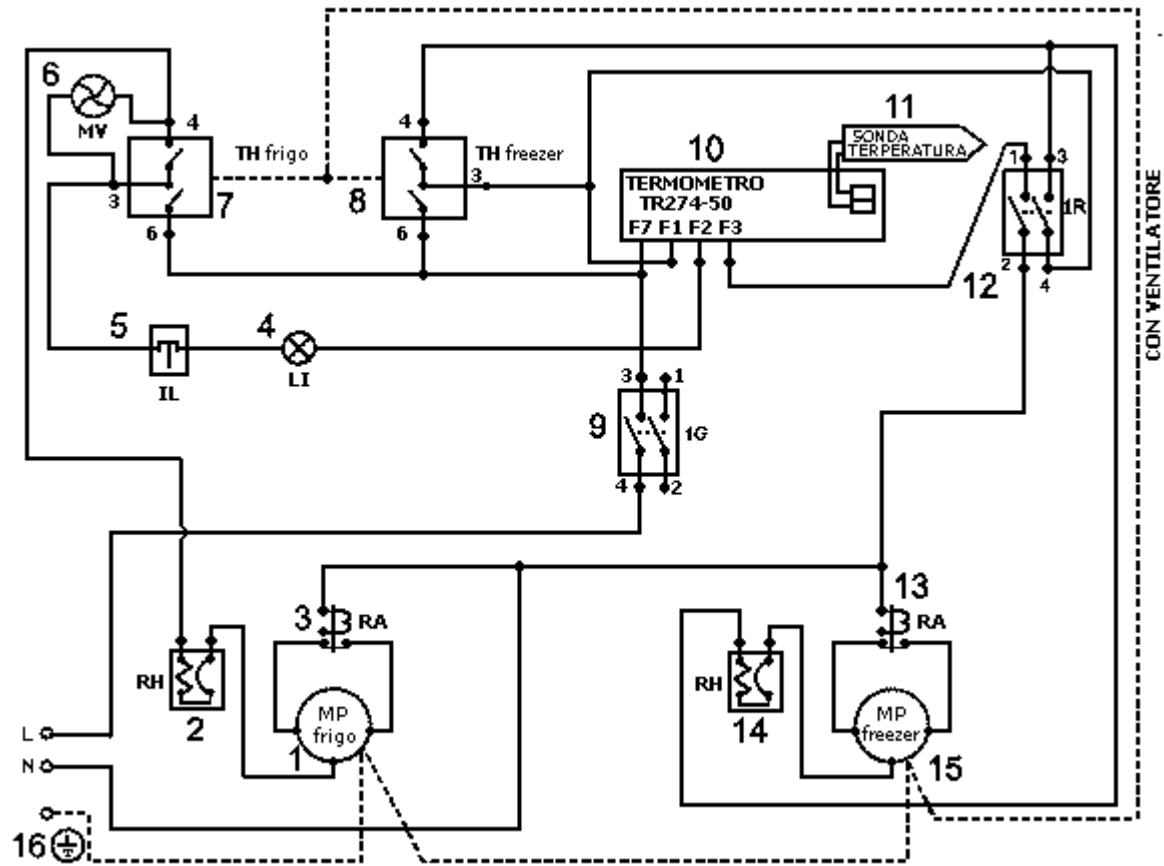 6
MV
4
TH frigo
3
7
6
4
TH freezer
3
8
6
10
11
SONDA
TERPERATURA
TERMOMETRO
TR274-50
F7 F1 F2 F3
1
3
1R
12
2
4
CON VENTILATORE
5
IL
4
LI
3
1
9
1G
4
2
3
RA
13
RA
RH
2
MP
frigo
1
RH
14
MP
freezer
15
L
N
16